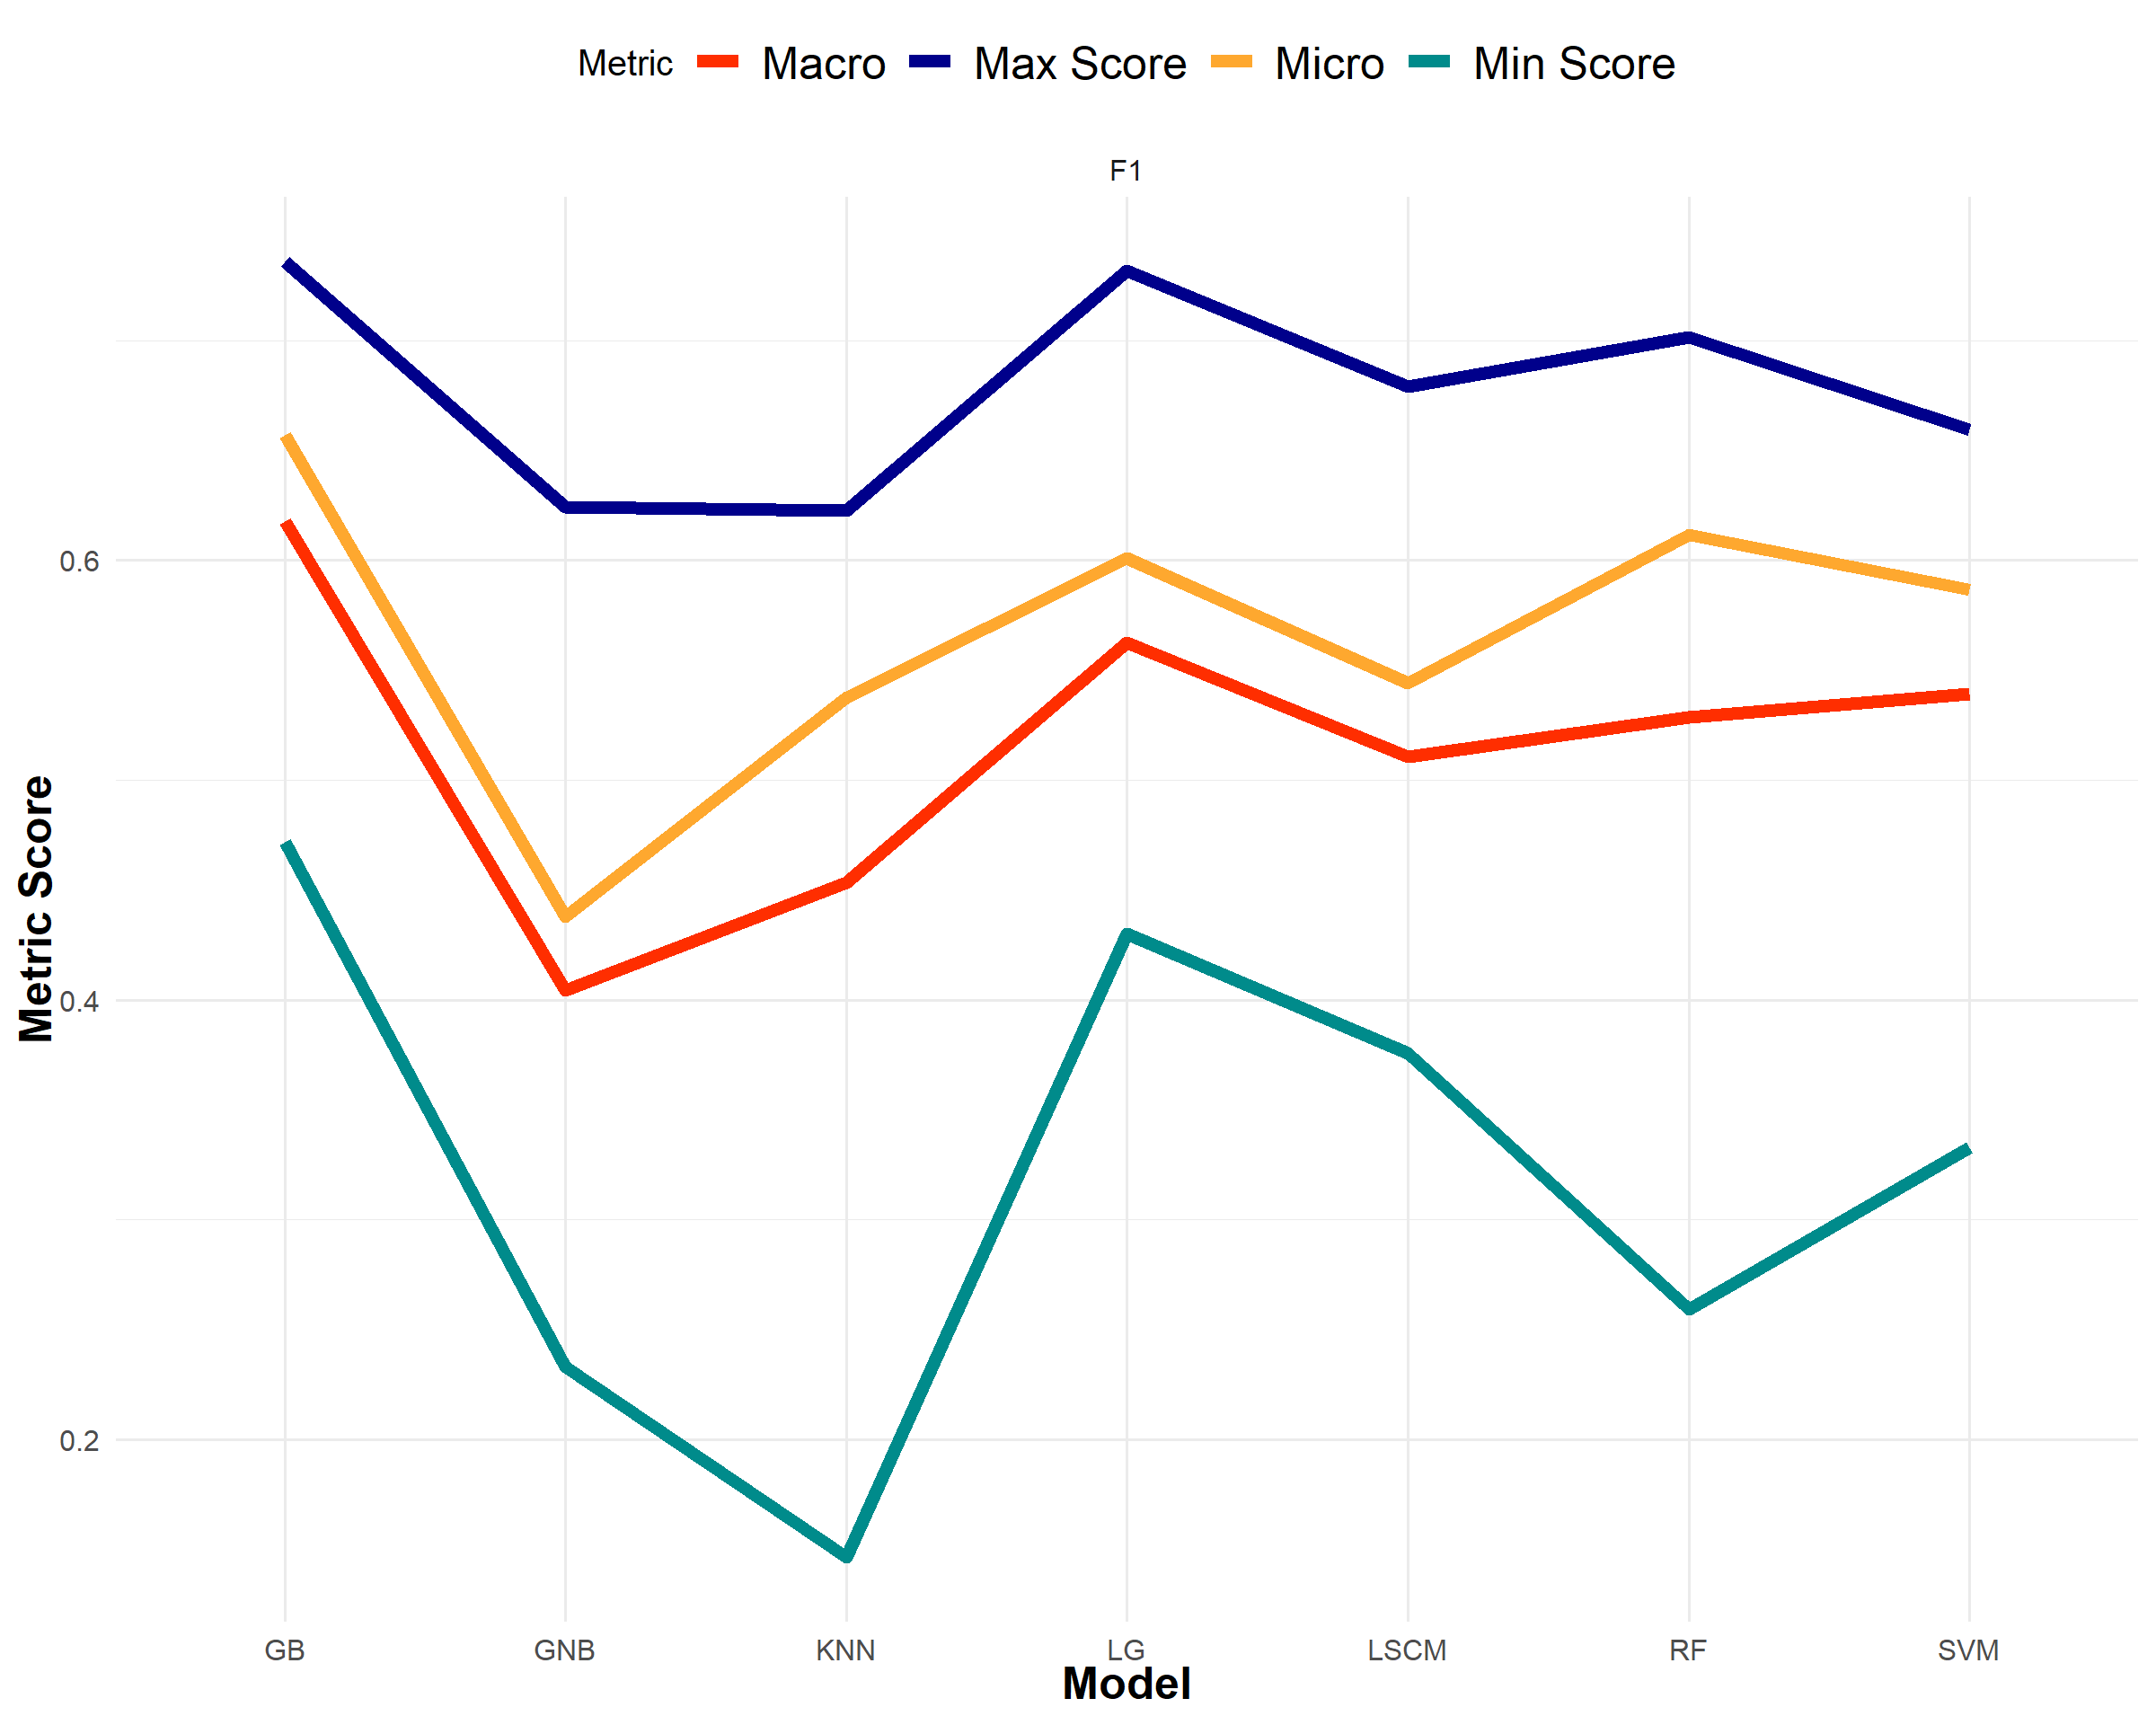 Metric Macro Max Score Micro Min Score
F1
0.6
0.4
0.2
Metric Score
GB GNB KNN LG LSCM RF SVM
Model